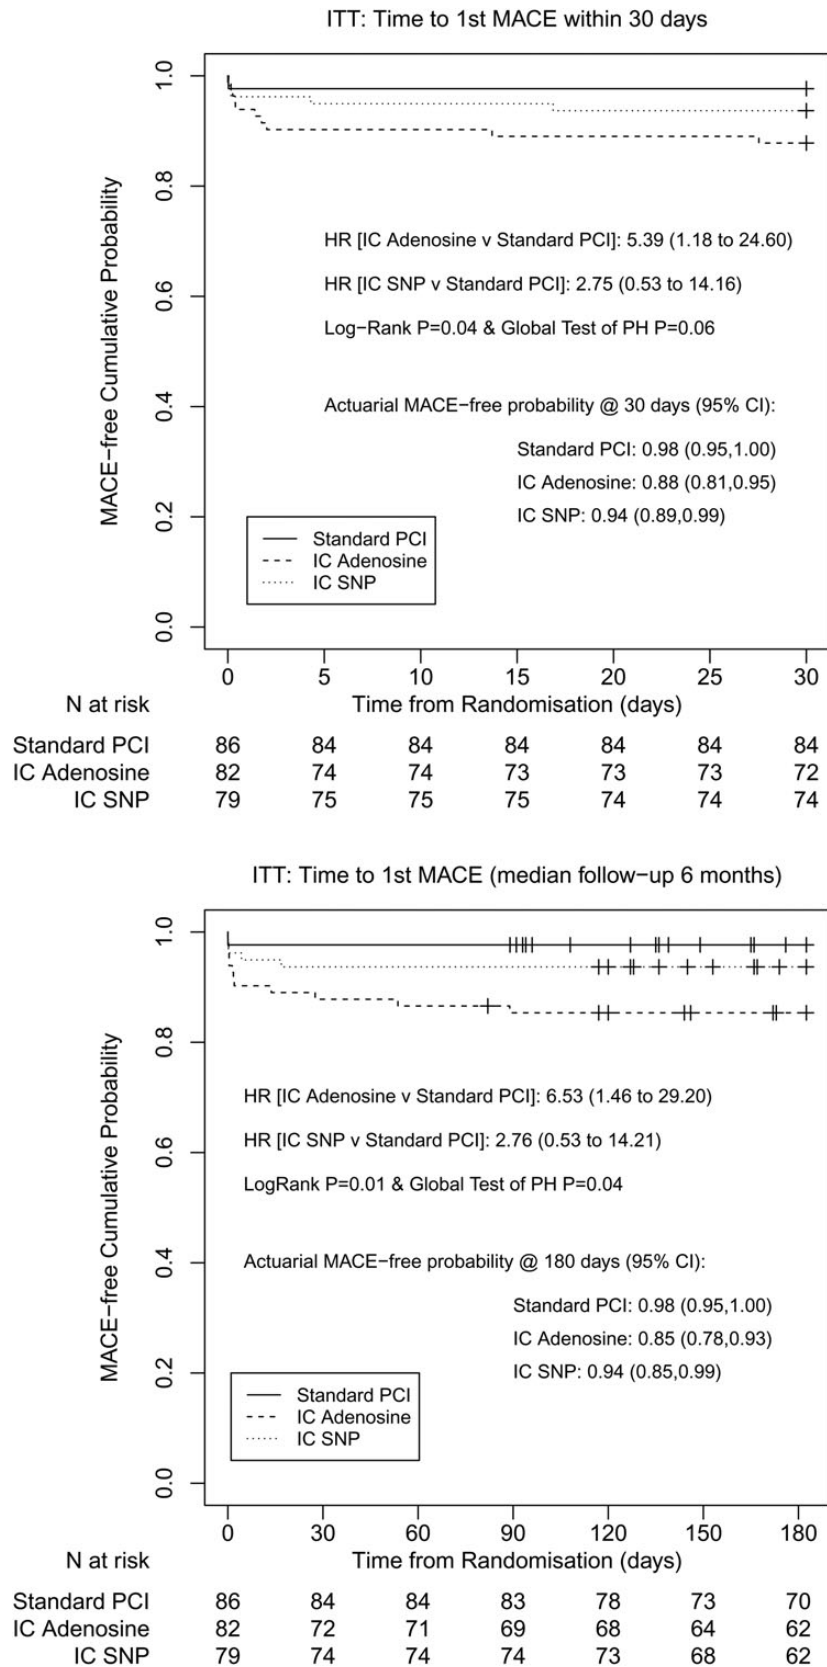 ITT: Time to 1st MACE within 30 days
MACE−free Cumulative Probability
1.0
0.8
0.6
0.4
0.2
0.0
HR [IC Adenosine v Standard PCI]: 5.39 (1.18 to 24.60)
HR [IC SNP v Standard PCI]: 2.75 (0.53 to 14.16)
Log−Rank P=0.04 & Global Test of PH P=0.06
Actuarial MACE−free probability @ 30 days (95% CI):
Standard PCI: 0.98 (0.95,1.00)
IC Adenosine: 0.88 (0.81,0.95)
IC SNP: 0.94 (0.89,0.99)
Standard PCI
IC Adenosine
IC SNP
0 5 10 15 20 25 30
N at risk Time from Randomisation (days)
Standard PCI 86 84 84 84 84 84 84
IC Adenosine 82 74 74 73 73 73 72
IC SNP 79 75 75 75 74 74 74
ITT: Time to 1st MACE (median follow−up 6 months)
MACE−free Cumulative Probability
1.0
0.8
0.6
0.4
0.2
0.0
HR [IC Adenosine v Standard PCI]: 6.53 (1.46 to 29.20)
HR [IC SNP v Standard PCI]: 2.76 (0.53 to 14.21)
LogRank P=0.01 & Global Test of PH P=0.04
Actuarial MACE−free probability @ 180 days (95% CI):
Standard PCI: 0.98 (0.95,1.00)
IC Adenosine: 0.85 (0.78,0.93)
IC SNP: 0.94 (0.85,0.99)
Standard PCI
IC Adenosine
IC SNP
0 30 60 90 120 150 180
N at risk Time from Randomisation (days)
Standard PCI 86 84 84 83 78 73 70
IC Adenosine 82 72 71 69 68 64 62
IC SNP 79 74 74 74 73 68 62